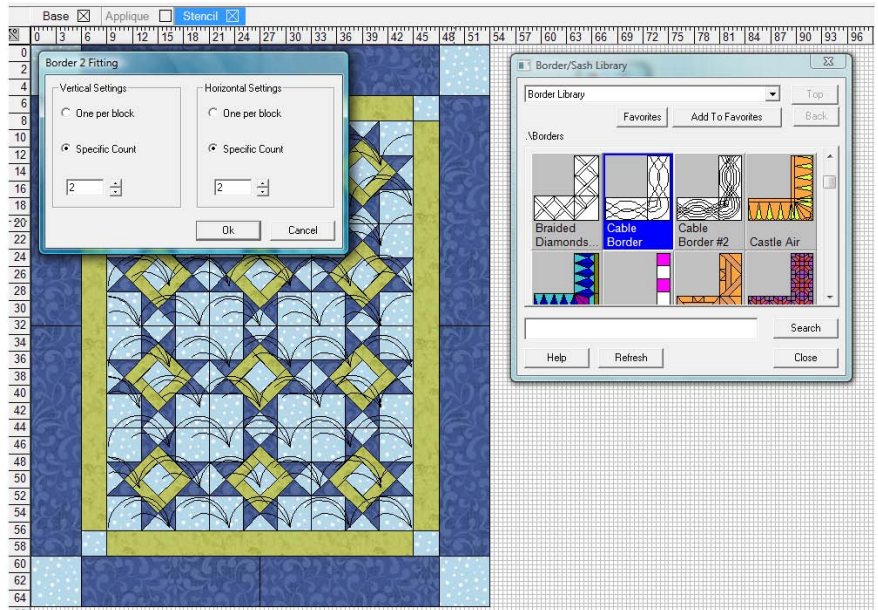 Base Applique Stencil
0 3 6 9 12 15 18 21 24 27 30 33 36 39 42 45 48 51 54 57 60 63 66 69 72 75 78 81 84 87 90 93 96
0
2
4
6
8
10
12
14
16
18
20
22
24
26
28
30
32
34
36
38
40
42
44
46
48
50
52
54
56
58
60
62
64
Border 2 Fitting
Vertical Settings Horizontal Settings
One per block One per block
Specific Count Specific Count
2 2
Ok Cancel
Border/Sash Library
Border Library Top
Favorites Add To Favorites Back
.\Borders
Braided Diamonds...
Cable Border
Cable Border #2
Castle Air
Search
Help Refresh Close